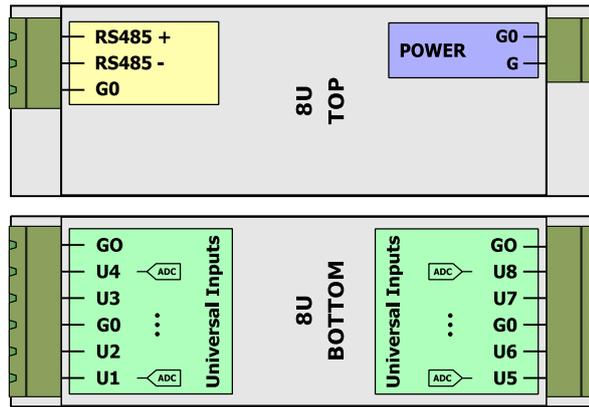 RS485 +
RS485 -
G0
8U
TOP
POWER
G0
G
GO
U4
ADC
U3
G0
...
U2
U1
ADC
Universal Inputs
8U
BOTTOM
Universal Inputs
GO
ADC
U8
U7
...
G0
U6
ADC
U5